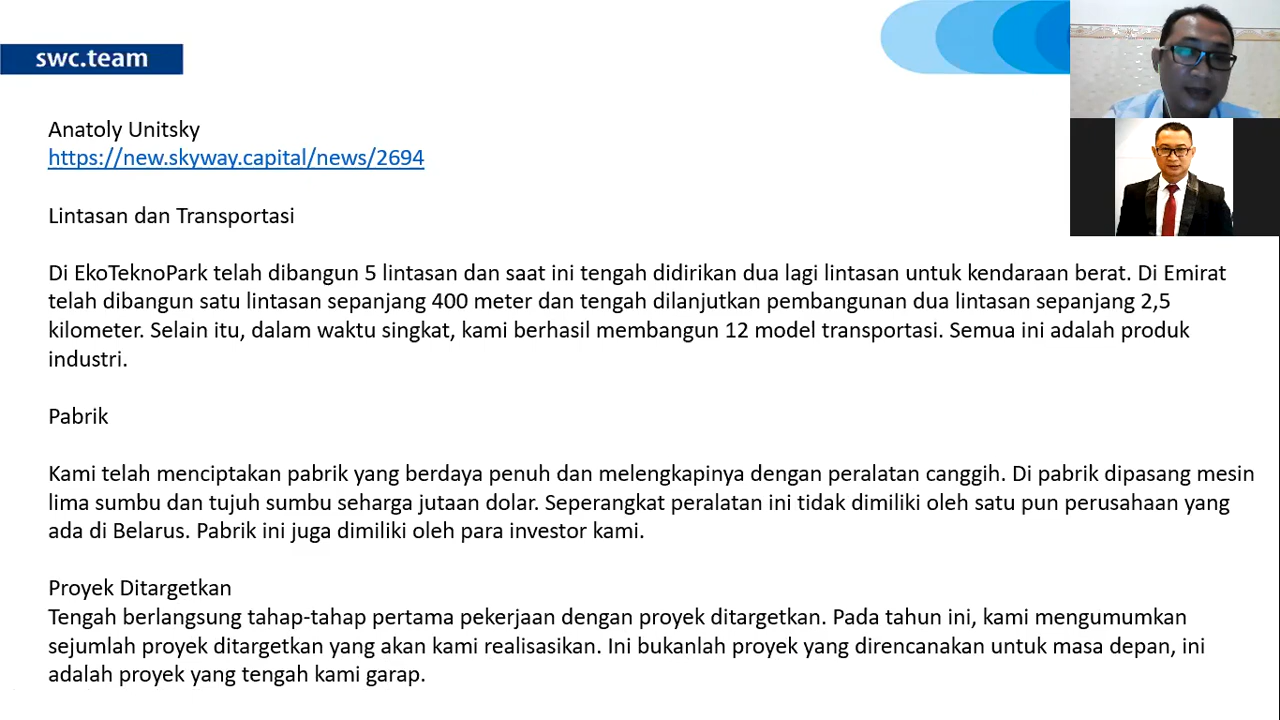 swc.team
Anatoly Unitsky
https://new.skyway.capital/news/2694
Lintasan dan Transportasi
Di EkoTeknoPark telah dibangun 5 lintasan dan saat ini tengah didirikan dua lagi lintasan untuk kendaraan berat. Di Emirat
telah dibangun satu lintasan sepanjang 400 meter dan tengah dilanjutkan pembangunan dua lintasan sepanjang 2,5
kilometer. Selain itu, dalam waktu singkat, kami berhasil membangun 12 model transportasi. Semua ini adalah produk
industri.
Pabrik
Kami telah menciptakan pabrik yang berdaya penuh dan melengkapinya dengan peralatan canggih. Di pabrik dipasang mesin
lima sumbu dan tujuh sumbu seharga jutaan dolar. Seperangkat peralatan ini tidak dimiliki oleh satu pun perusahaan yang
ada di Belarus. Pabrik ini juga dimiliki oleh para investor kami.
Proyek Ditargetkan
Tengah berlangsung tahap-tahap pertama pekerjaan dengan proyek ditargetkan. Pada tahun ini, kami mengumumkan
sejumlah proyek ditargetkan yang akan kami realisasikan. Ini bukanlah proyek yang direncanakan untuk masa depan, ini
adalah proyek yang tengah kami garap.